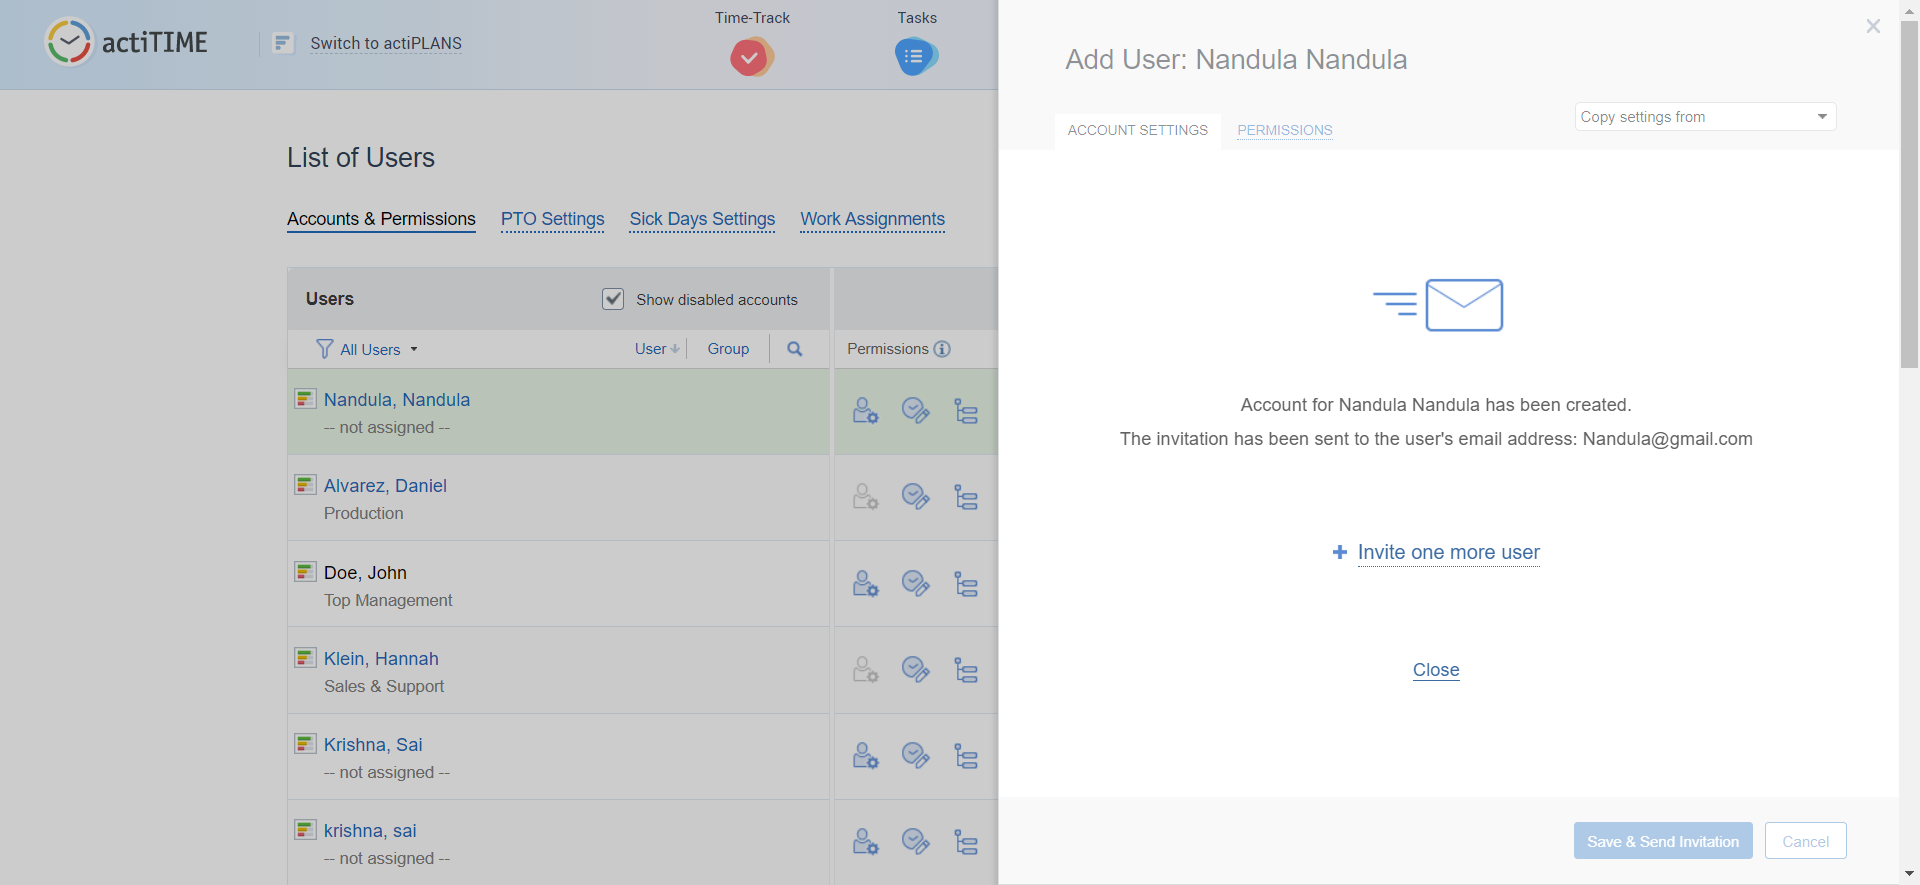 actiTIME
Switch to actiPLANS
Time-Track
Tasks
List of Users
Accounts & Permissions
PTO Settings
Sick Days Settings
Work Assignments
Users
Show disabled accounts
All Users
User
Group
Permissions
Nandula, Nandula
-- not assigned --
Alvarez, Daniel
Production
Doe, John
Top Management
Klein, Hannah
Sales & Support
Krishna, Sai
-- not assigned --
krishna, sai
-- not assigned --
Add User: Nandula Nandula
Copy settings from
ACCOUNT SETTINGS
PERMISSIONS
Account for Nandula Nandula has been created.
The invitation has been sent to the user's email address: Nandula@gmail.com
Invite one more user
Close
Save & Send Invitation
Cancel